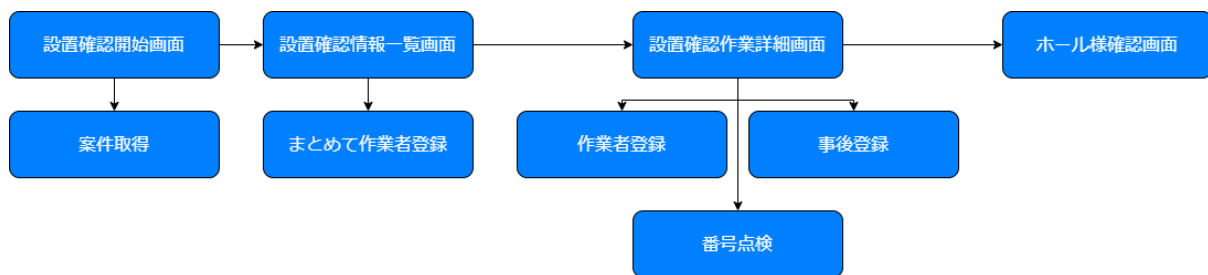 設置確認開始画面
設置確認情報一覧画面
設置確認作業詳細画面
ホール様確認画面
案件取得
まとめて作業者登録
作業者登録
事後登録
番号点検